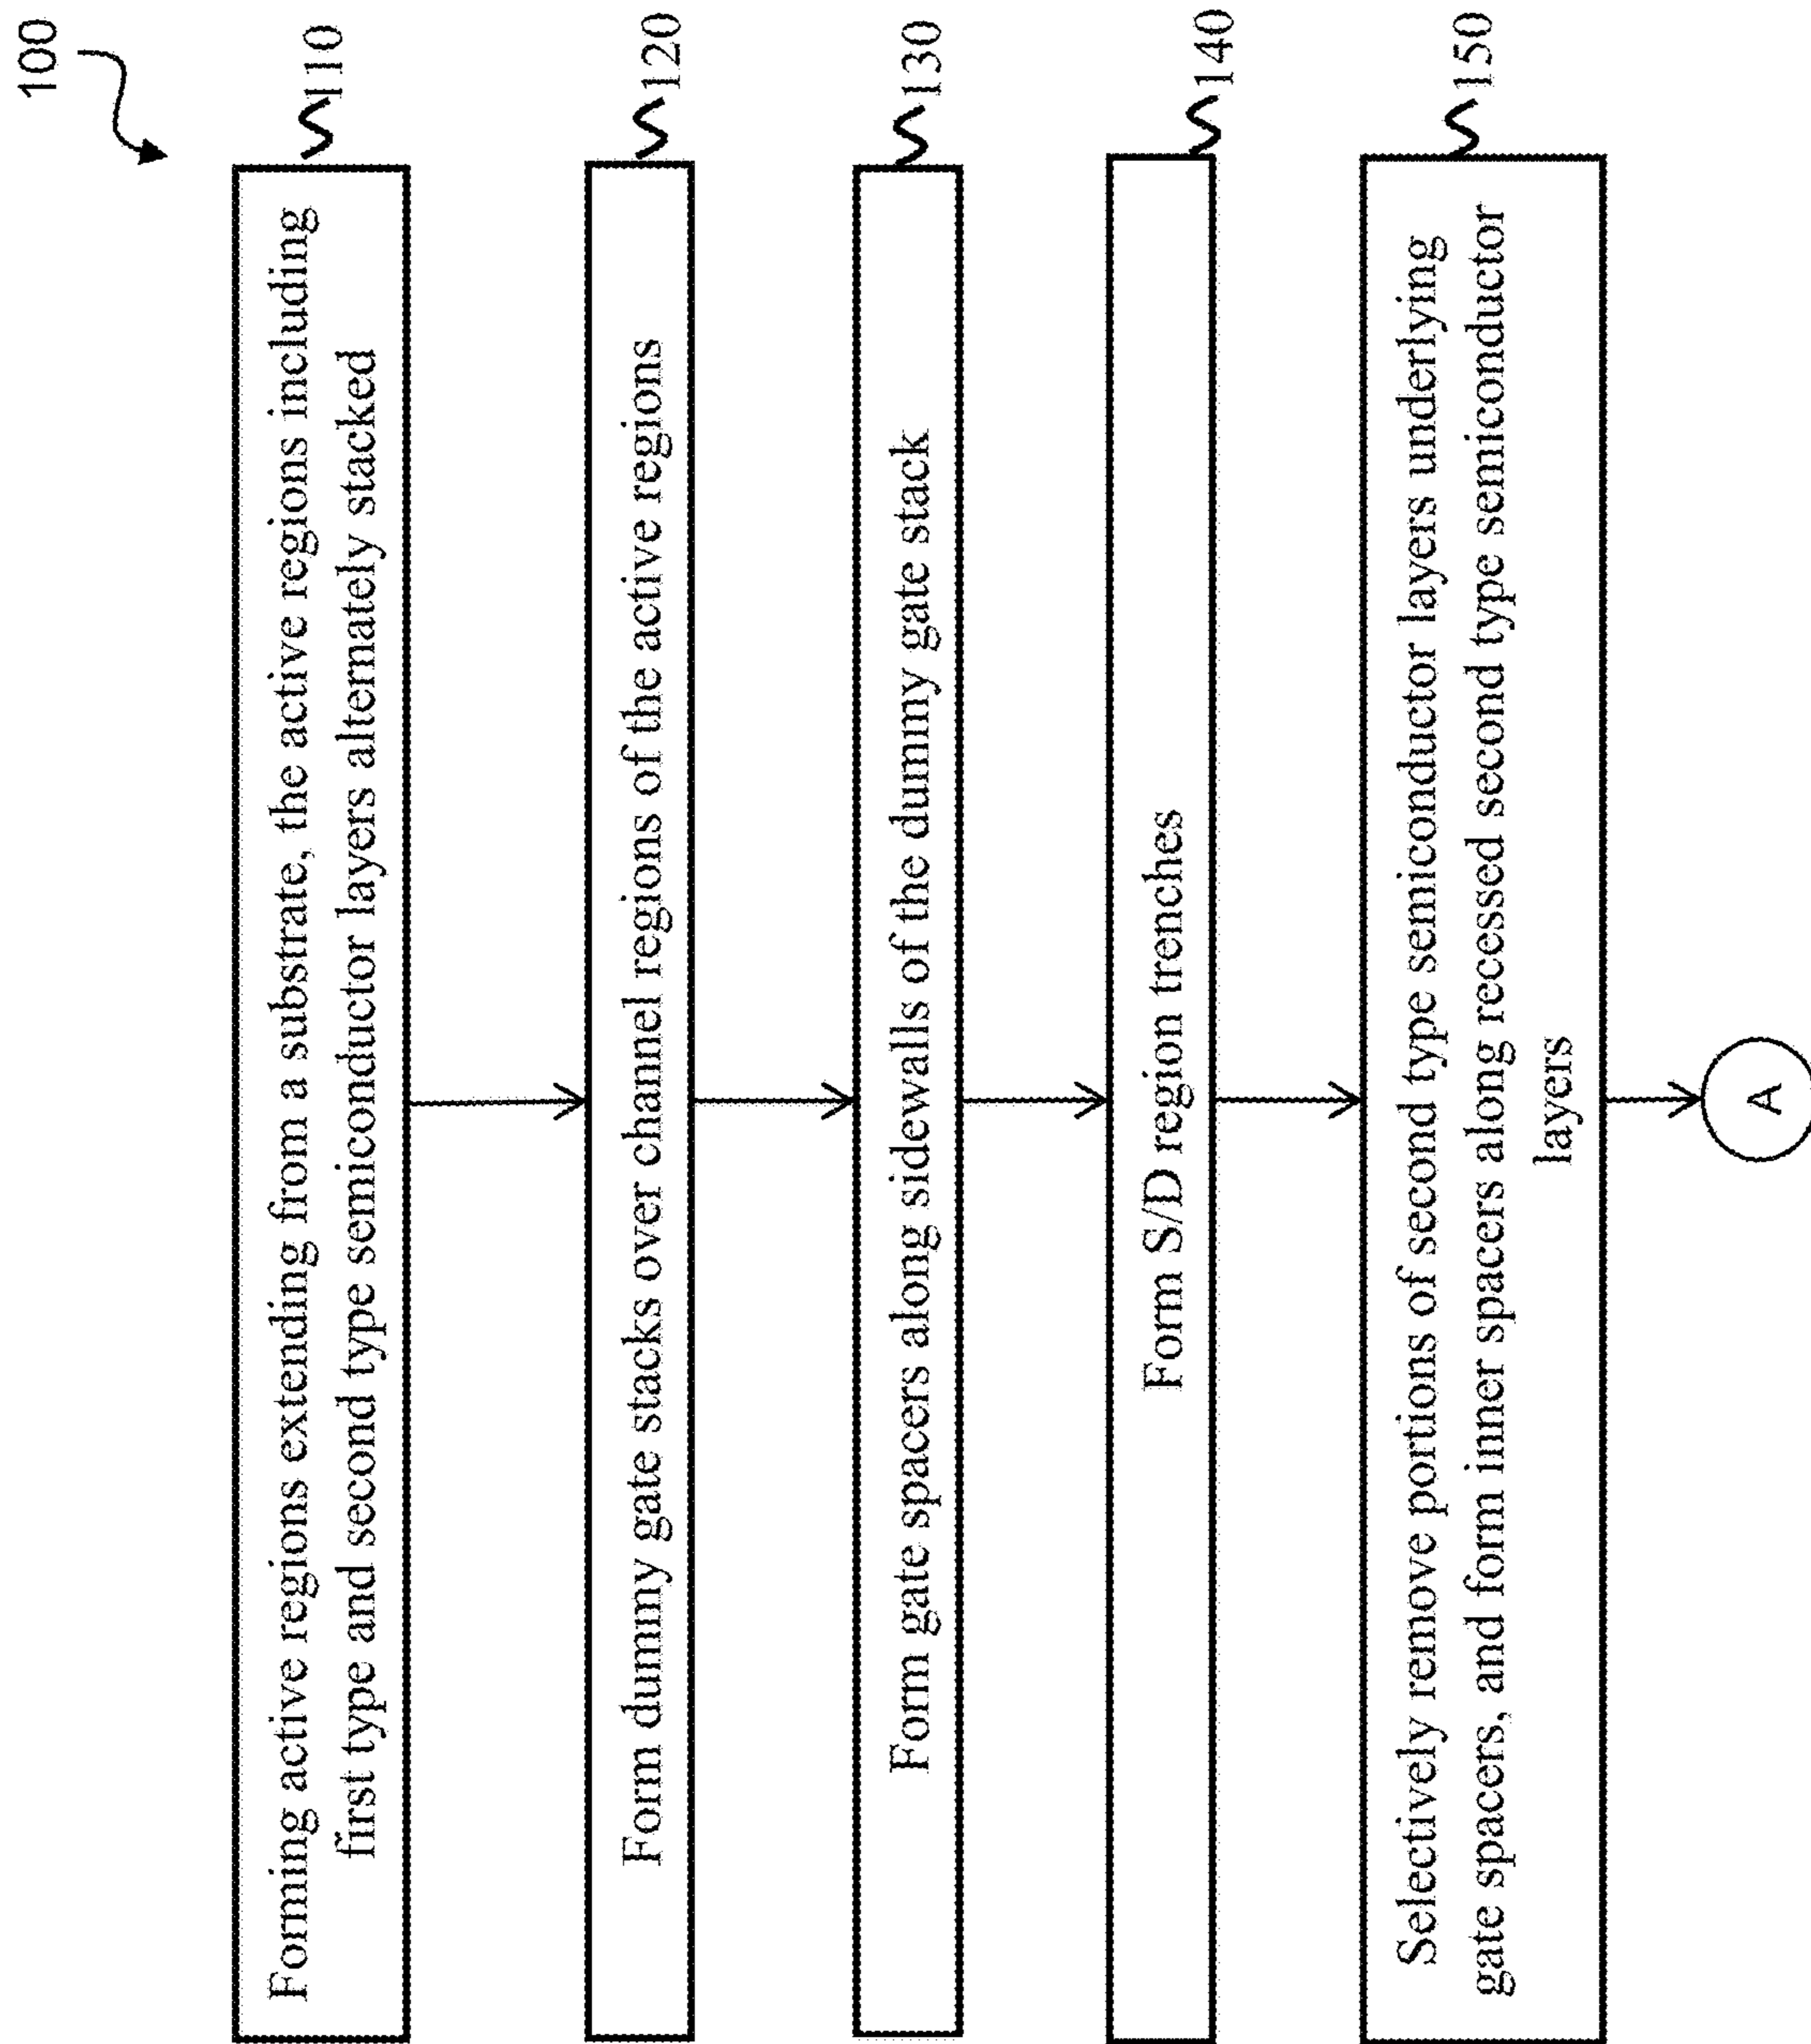 100
Forming active regions extending from a substrate, the active regions including
first type and second type semiconductor layers alternately stacked
110
Form dummy gate stacks over channel regions of the active regions
120
Form gate spacers along sidewalls of the dummy gate stack
130
Form S/D region trenches
140
Selectively remove portions of second type semiconductor layers underlying
gate spacers, and form inner spacers along recessed second type semiconductor
layers
150
A